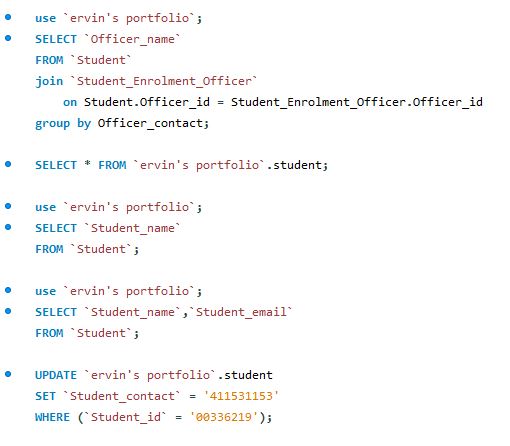 use `ervin's portfolio`;
SELECT `Officer_name`
FROM `Student`
join `Student_Enrolment_Officer`
on Student.Officer_id = Student_Enrolment_Officer.Officer_id
group by Officer_contact;
SELECT * FROM `ervin's portfolio`.student;
use `ervin's portfolio`;
SELECT `Student_name`
FROM `Student`;
use `ervin's portfolio`;
SELECT `Student_name`,`Student_email`
FROM `Student`;
UPDATE `ervin's portfolio`.student
SET `Student_contact` = '411531153'
WHERE (`Student_id` = '00336219');